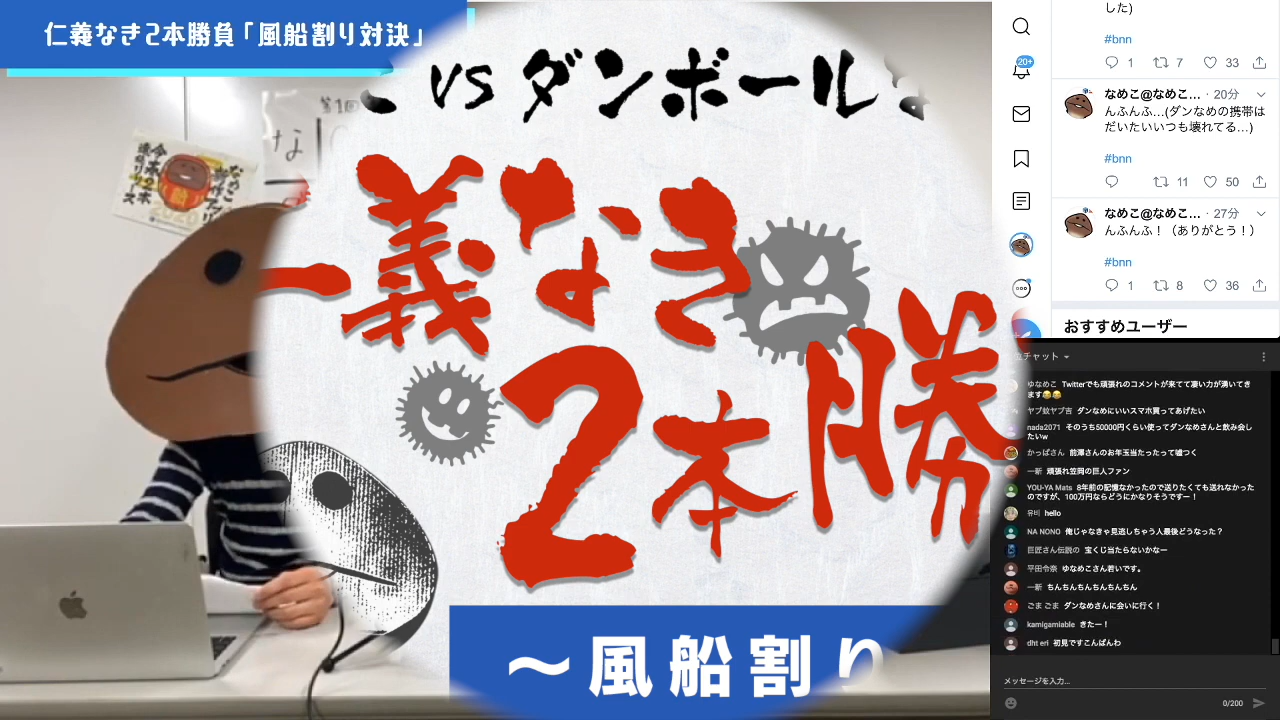 仁義なき2本勝負「風船割り対決」
vs ダンボール
義なき
2本勝
〜風船割り
第1回
な
2020
した)
#bnn
1 7 33
20+
なめこ@なめこ… · 20分
んふんふ…(ダンなめの携帯は
だいたいいつも壊れてる…)
#bnn
11 50
なめこ@なめこ… · 27分
んふんふ！（ありがとう！）
#bnn
1 8 36
おすすめユーザー
チャット
ゆなめこ Twitterでも頑張れのコメントが来てて凄い力が湧いてき
ます😂😂
ヤブ蚊ヤブ吉 ダンなめにいいスマホ買ってあげたい
nada2071 そのうち50000円くらい使ってダンなめさんと飲み会し
たいw
かっぱさん 前澤さんのお年玉当たったって嘘つく
一新 頑張れ笠岡の巨人ファン
YOU-YA Mats 8年前の記憶なかったので送りたくても送れなかった
のですが、100万円ならどうにかなりそうですー！
유비 hello
NA NONO 俺じゃなきゃ見逃しちゃう人最後どうなった？
巨匠さん伝説の 宝くじ当たらないかなー
平田令奈 ゆなめこさん若いです。
一新 ちんちんちんちんちんちん
ごま ごま ダンなめさんに会いに行く！
kamigamiable きたー！
dht eri 初見ですこんばんわ
メッセージを入力...
0/200